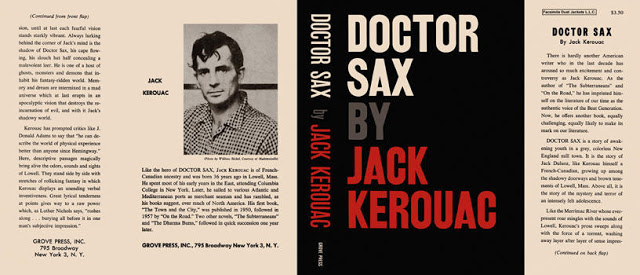 (Continued from front flap)
sion, until at last each fearful vision
stands starkly vibrant. Always lurking
behind the corner of Jack's mind is the
shadow of Doctor Sax, his cape flow-
ing, his slouch hat half concealing a
malevolent leer. He is one of a host of
ghosts, monsters and demons that in-
habit his fantasy-ridden world. Mem-
ory and dream are intermixed in a mad
universe which at last erupts in an
apocalyptic vision that destroys the re-
incarnation of evil, and with it Jack's
shadowy childhood.
Kerouac has prompted critics like J.
Donald Adams to say that "he can de-
scribe the world of physical experience
better than anyone since Hemingway."
Here, descriptive passages magically
bring alive the odors, sounds and sights
of Lowell. They stand side by side with
stretches of rollicking fantasy in which
Kerouac displays an astounding verbal
inventiveness. Great lyrical tenderness
at points gives way to a raw power
which, as Luther Nichols says, "rushes
along . . . burying all before it in one
man's subjective impression."
GROVE PRESS, INC.
795 Broadway
New York 3, N. Y.
JACK
KEROUAC
Like the hero of DOCTOR SAX, JACK KEROUAC is of French-
Canadian ancestry and was born 36 years ago in Lowell, Mass.
He spent most of his early years in the East, attending Columbia
College in New York. Later, he sailed to various Atlantic and
Mediterranean ports as merchant seaman and has rambled, as
his books suggest, over much of North America. His first book,
"The Town and the City," was published in 1950, followed in
1957 by "On the Road." Two other novels, "The Subterraneans"
and "The Dharma Bums," followed in quick succession one year
later.
GROVE PRESS, INC., 795 Broadway New York 3, N. Y.
DOCTOR SAX by JACK KEROUAC
GROVE PRESS
DOCTOR
SAX
BY
JACK
KEROUAC
Facsimile Dust Jackets L.L.C.
$3.50
DOCTOR SAX
By Jack Kerouac
There is hardly another American
writer who in the last decade has
aroused so much excitement and con-
troversy as Jack Kerouac. As the
author of "The Subterraneans" and
"On the Road," he has imprinted him-
self on the literature of our time as the
authentic voice of the Beat Generation.
Now, he offers another book, equally
challenging, equally likely to make its
mark on our literature.
DOCTOR SAX is a story of awak-
ening youth in a grey, colorless New
England mill town. It is the story of
Jack Duluoz, like Kerouac himself a
French-Canadian, growing up among
the shadowy doorways and brown tene-
ments of Lowell, Mass. Above all, it is
the story of the mystery and terror of
an intensely felt adolescence.
Like the Merrimac River whose ever-
present roar mingles with the sounds of
Lowell, Kerouac's prose sweeps along
with the force of a torrent, washing
away layer after layer of some impres-
(Continued on back flap)